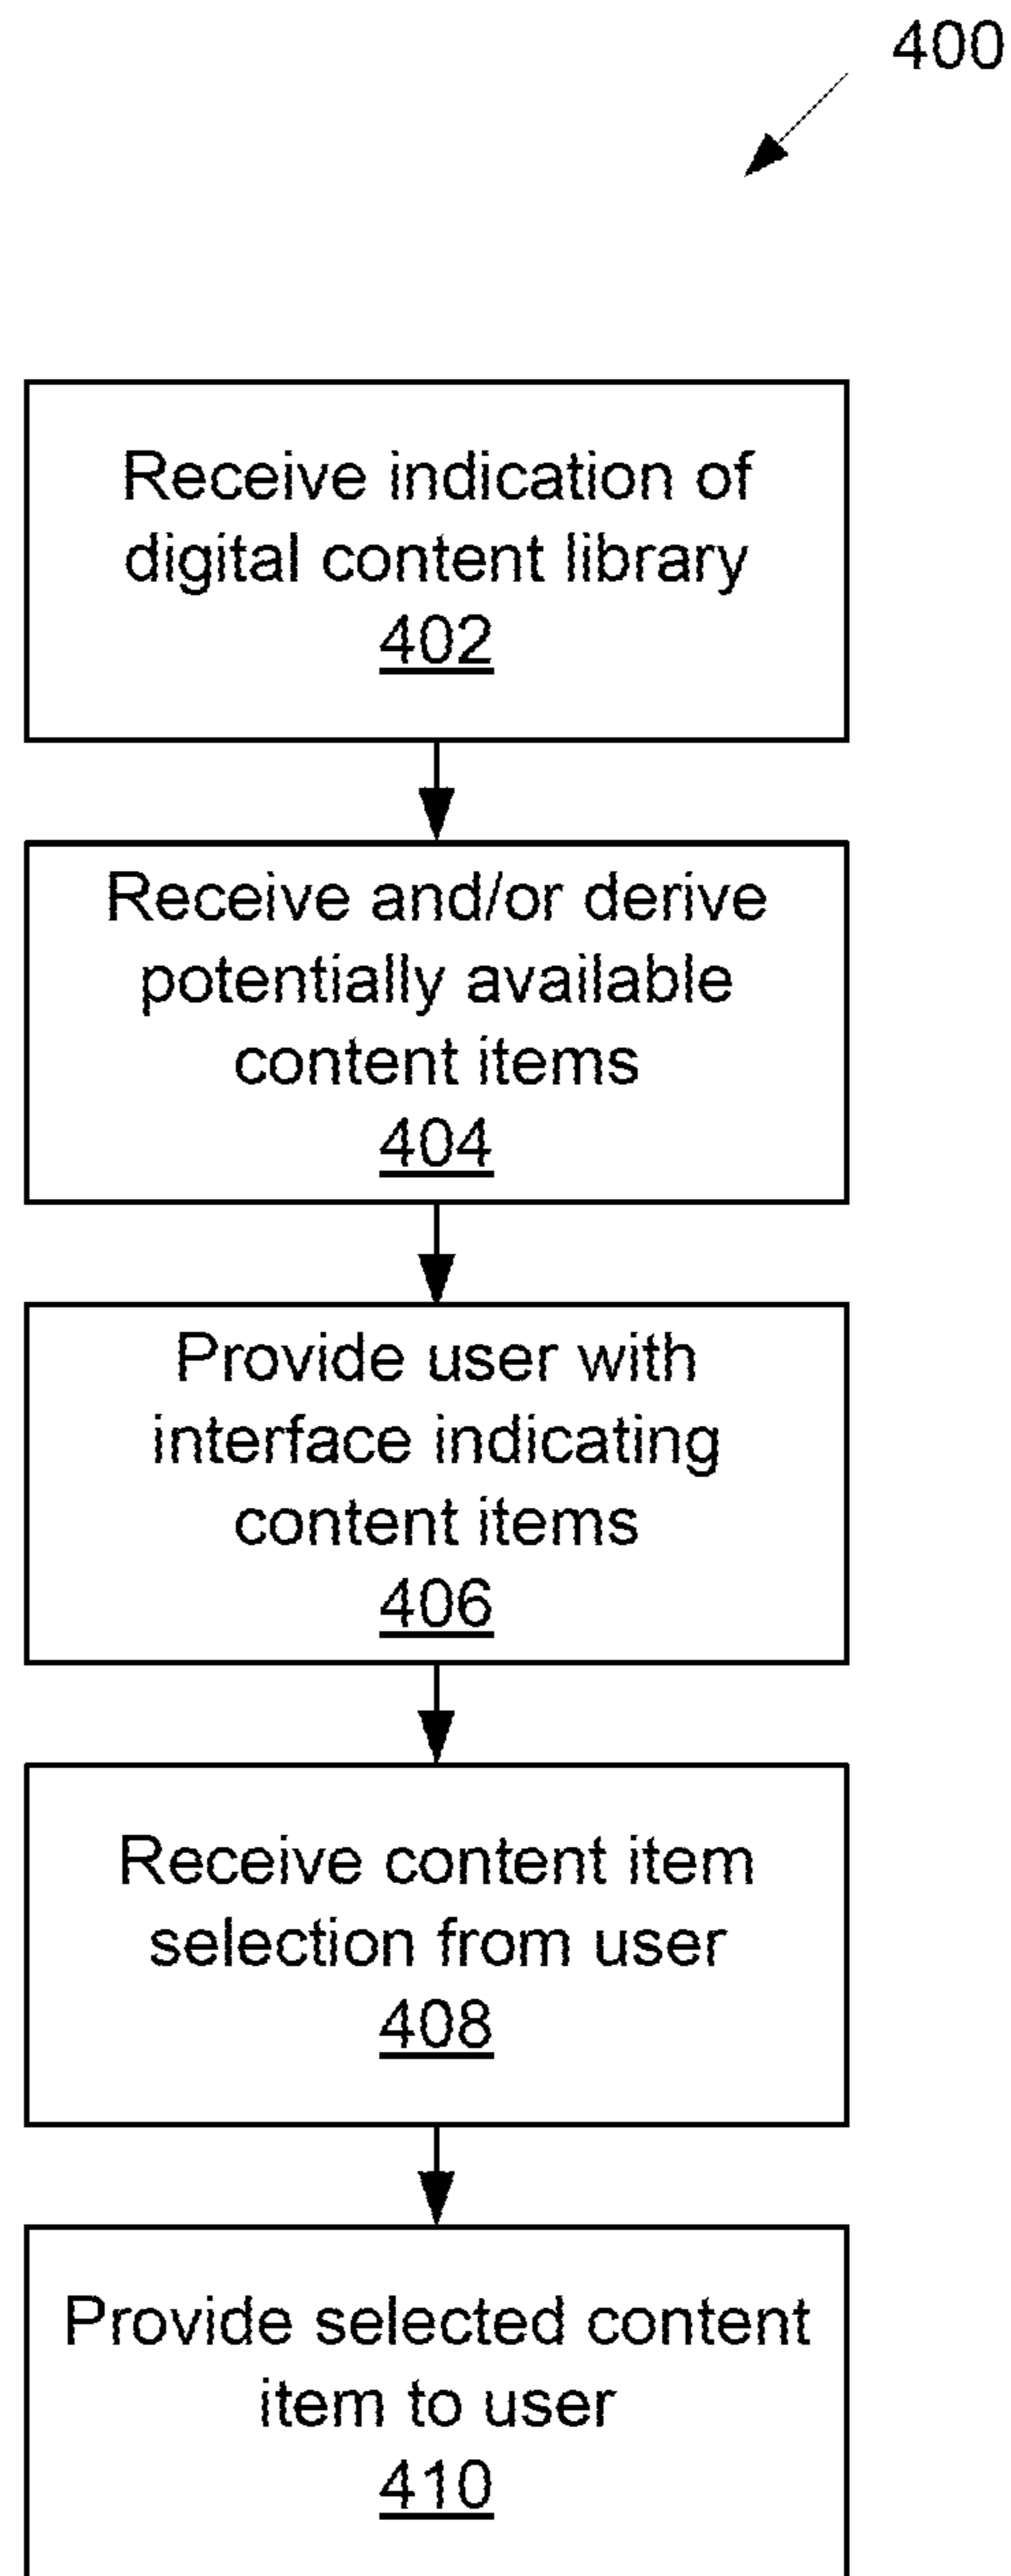 400
Receive indication of
digital content library
402
Receive and/or derive
potentially available
content items
404
Provide user with
interface indicating
content items
406
Receive content item
selection from user
408
Provide selected content
item to user
410